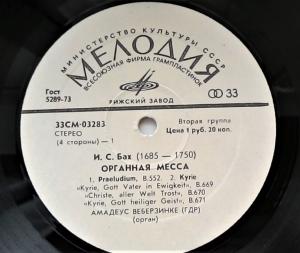 МИНИСТЕРСТВО КУЛЬТУРЫ СССР
МЕЛОДИЯ
ВСЕСОЮЗНАЯ ФИРМА ГРАМПЛАСТИНОК
Гост
5289-73
РИЖСКИЙ ЗАВОД
33
33СМ-03283
СТЕРЕО
(4 стороны) — 1
Вторая группа
Цена 1 руб. 20 коп.
И. С. Бах (1685 — 1750)
ОРГАННАЯ МЕССА
1. Praeludium, B.552. 2. Kyrie
«Kyrie, Gott Vater in Ewigkeit», B.669
«Christe, aller Welt Trost», B.670
«Kyrie, Gott heiliger Geist», B.671
АМАДЕУС ВЕБЕРЗИНКЕ (ГДР)
(орган)